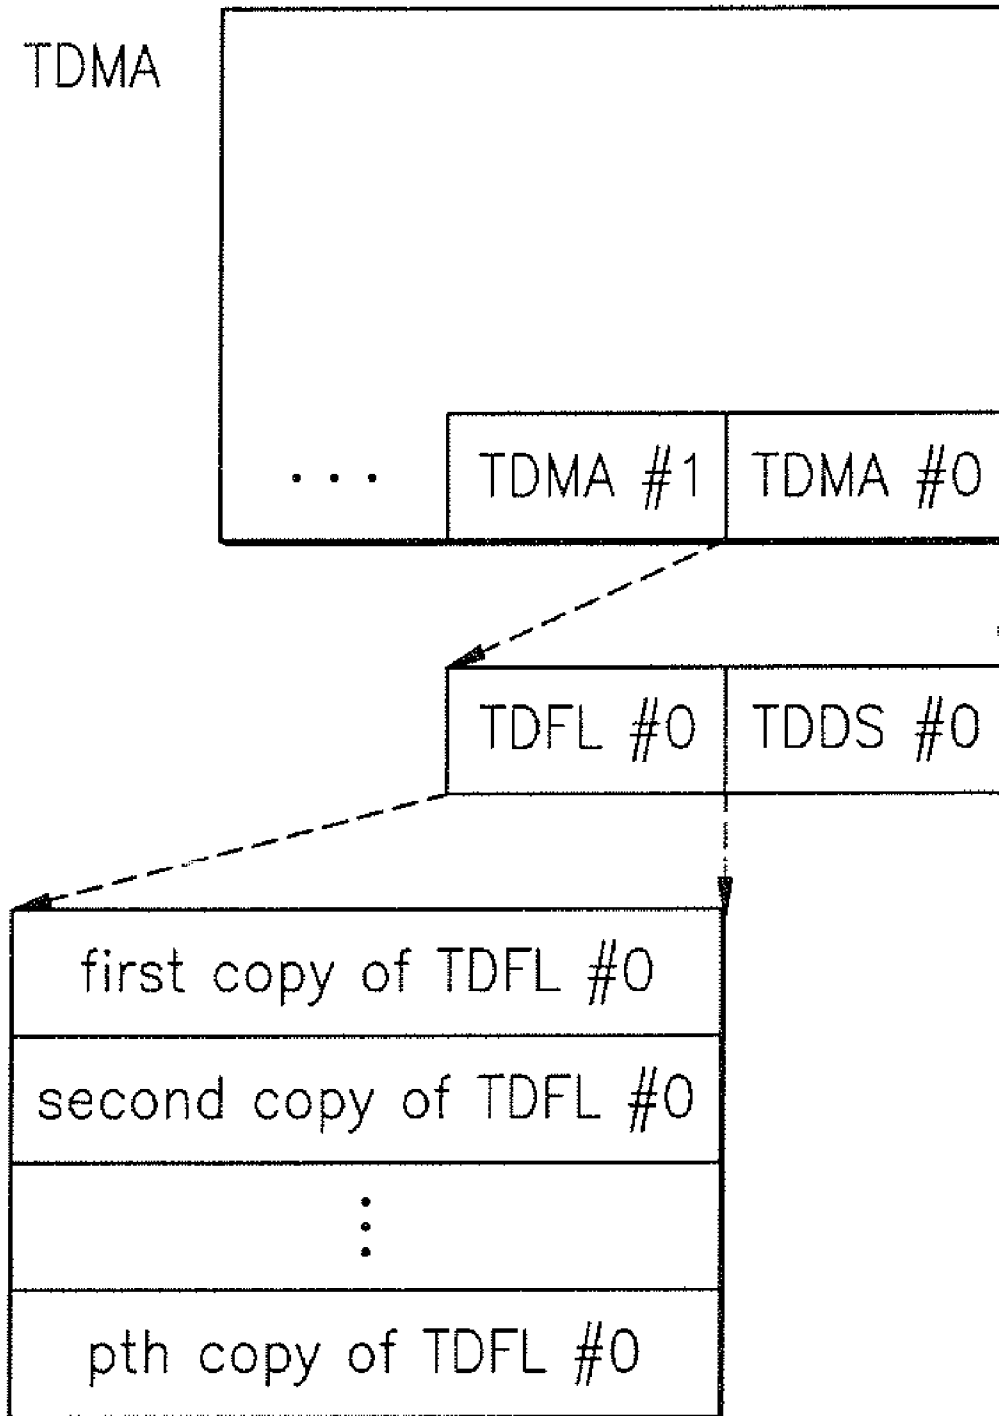 TDMA
... TDMA #1 TDMA #0
TDFL #0 TDDS #0
first copy of TDFL #0
second copy of TDFL #0
⋮
pth copy of TDFL #0